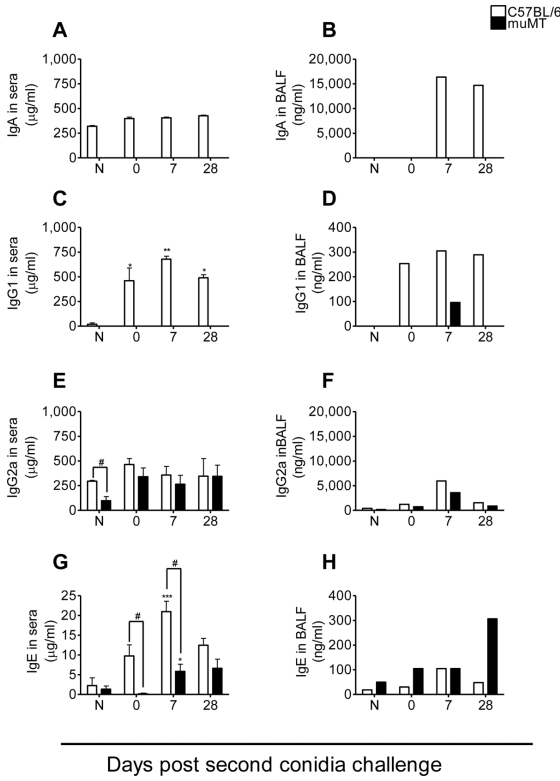 C57BL/6
muMT
A
IgA in sera
(µg/ml)
1,000
750
500
250
0
N 0 7 28
B
IgA in BALF
(ng/ml)
20,000
15,000
10,000
5,000
0
N 0 7 28
C
IgG1 in sera
(µg/ml)
1,000
750
500
250
0
* ** *
N 0 7 28
D
IgG1 in BALF
(ng/ml)
400
300
200
100
0
N 0 7 28
E
IgG2a in sera
(µg/ml)
1,000
750
500
250
0
#
N 0 7 28
F
IgG2a inBALF
(ng/ml)
20,000
15,000
10,000
5,000
0
N 0 7 28
G
IgE in sera
(µg/ml)
25
20
15
10
5
0
#
#
***
*
N 0 7 28
H
IgE in BALF
(ng/ml)
400
300
200
100
0
N 0 7 28
Days post second conidia challenge